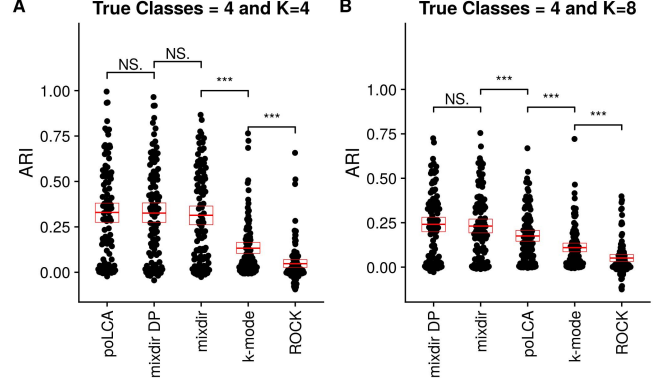 A
True Classes = 4 and K=4
NS.
NS.
***
***
1.00
0.75
0.50
0.25
0.00
ARI
poLCA
mixdir DP
mixdir
k-mode
ROCK
B
True Classes = 4 and K=8
NS.
***
***
***
1.00
0.75
0.50
0.25
0.00
ARI
mixdir DP
mixdir
poLCA
k-mode
ROCK